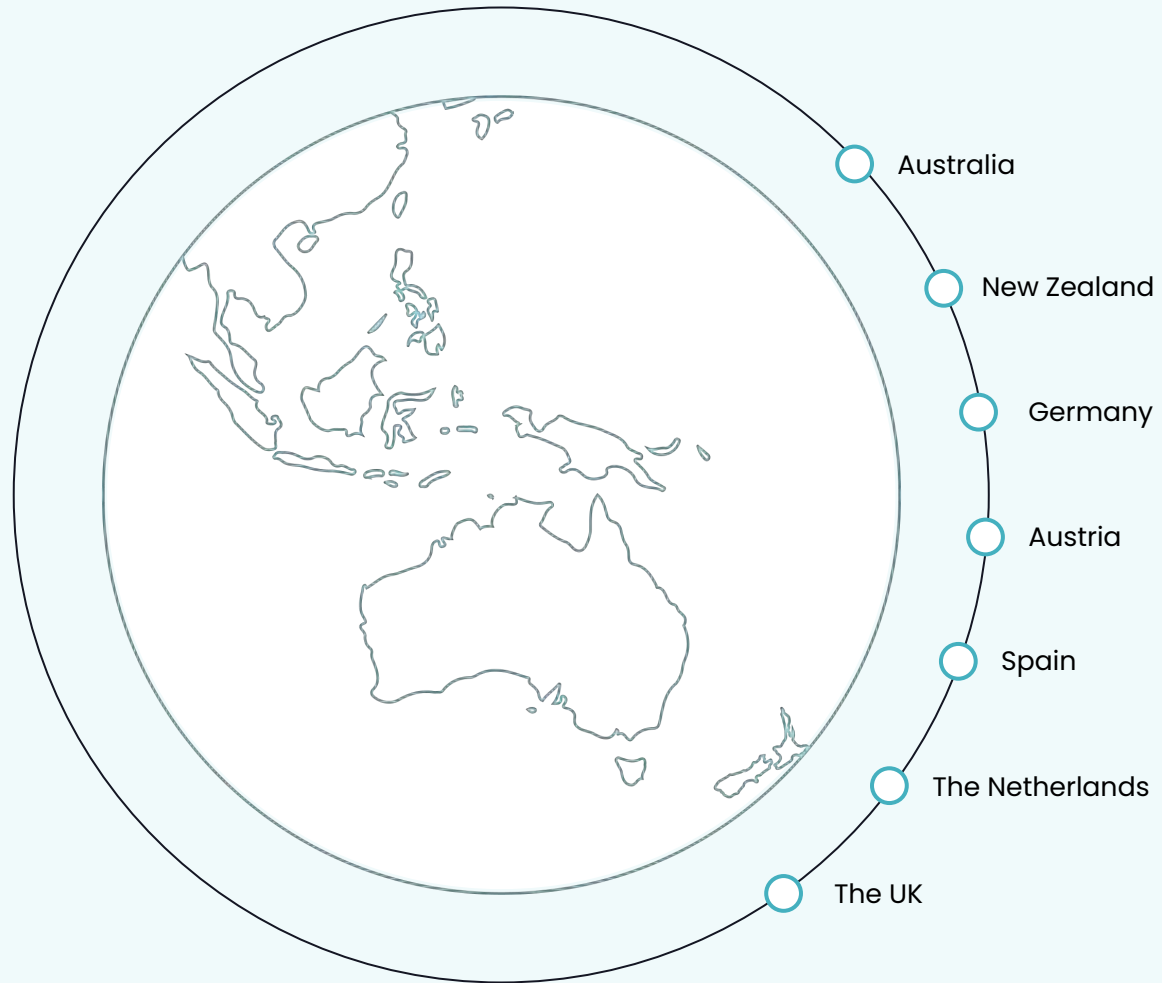 Australia
New Zealand
Germany
Austria
Spain
The Netherlands
The UK